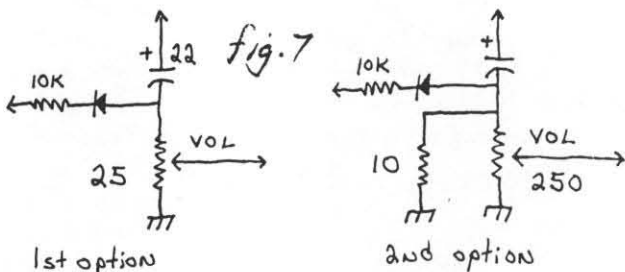 + 22
fig. 7
10K
VOL
25
1st option
+
10K
VOL
10
250
2nd option